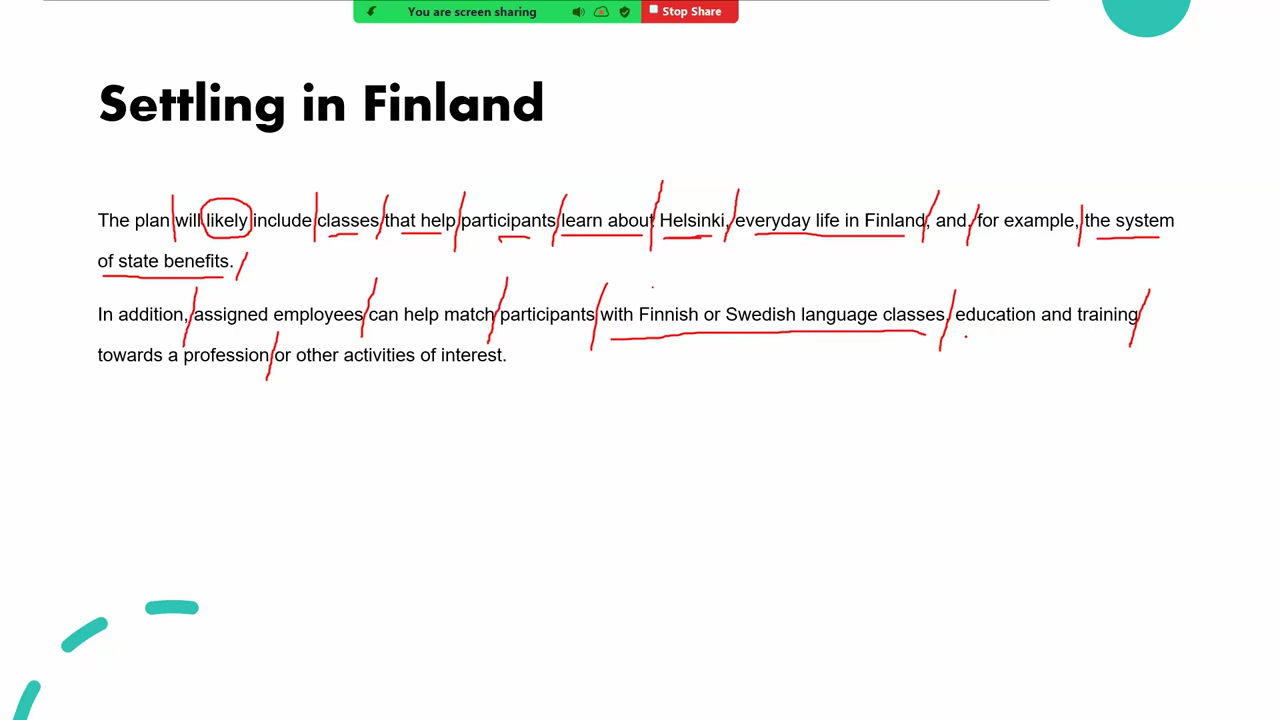 You are screen sharing
Stop Share
Settling in Finland
The plan will likely include classes that help participants learn about Helsinki, everyday life in Finland, and, for example, the system
of state benefits.
In addition, assigned employees can help match participants with Finnish or Swedish language classes, education and training
towards a profession or other activities of interest.